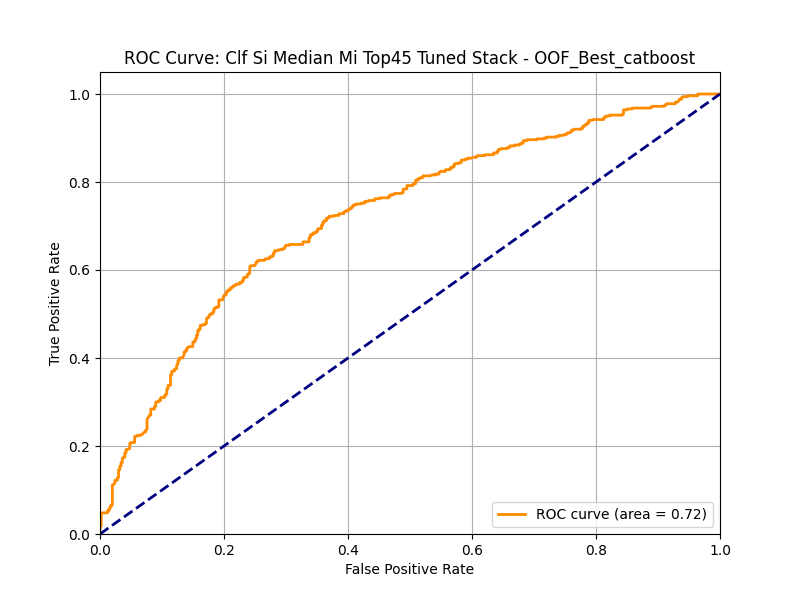 ROC Curve: Clf Si Median Mi Top45 Tuned Stack - OOF_Best_catboost
1.0
0.8
0.6
0.4
0.2
0.0
True Positive Rate
ROC curve (area = 0.72)
0.0 0.2 0.4 0.6 0.8 1.0
False Positive Rate